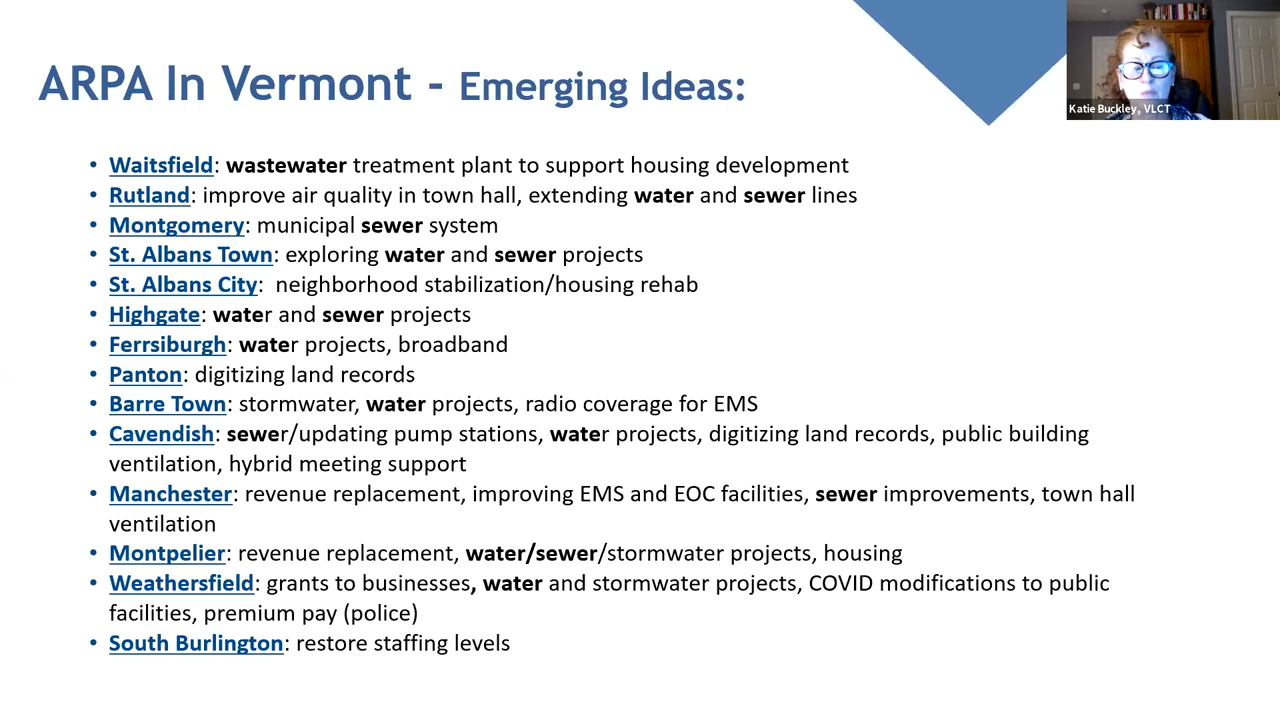 ARPA In Vermont - Emerging Ideas:
Katie Buckley, VLCT
• Waitsfield: wastewater treatment plant to support housing development
• Rutland: improve air quality in town hall, extending water and sewer lines
• Montgomery: municipal sewer system
• St. Albans Town: exploring water and sewer projects
• St. Albans City:  neighborhood stabilization/housing rehab
• Highgate: water and sewer projects
• Ferrsiburgh: water projects, broadband
• Panton: digitizing land records
• Barre Town: stormwater, water projects, radio coverage for EMS
• Cavendish: sewer/updating pump stations, water projects, digitizing land records, public building
ventilation, hybrid meeting support
• Manchester: revenue replacement, improving EMS and EOC facilities, sewer improvements, town hall
ventilation
• Montpelier: revenue replacement, water/sewer/stormwater projects, housing
• Weathersfield: grants to businesses, water and stormwater projects, COVID modifications to public
facilities, premium pay (police)
• South Burlington: restore staffing levels